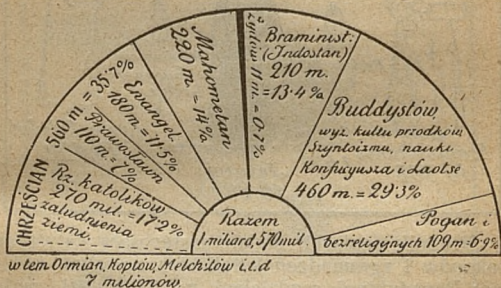 CHRZEŚCIAN 560 m = 35·7%
Rz. katolików
270 mil. = 17·2%
zaludnienia
ziemi.
Prawosławn
110 m = 7%
Ewangel.
180 m = 11·5%
Mahometan
220 m. = 14%
Żydów 11 m. = 0·7%
Braminist.
(Indostan)
210 m.
= 13·4%
Buddystów,
wyz. kultu przodków
Szyntoizmu, nauki
Konfucyusza i Laotse
460 m. = 29·3%
Pogan i
bezreligijnych 109 m = 6·9%
Razem
1 miliard, 570 mil.
w tem Ormian, Koptów, Melchitów i.t.d
7 milionów